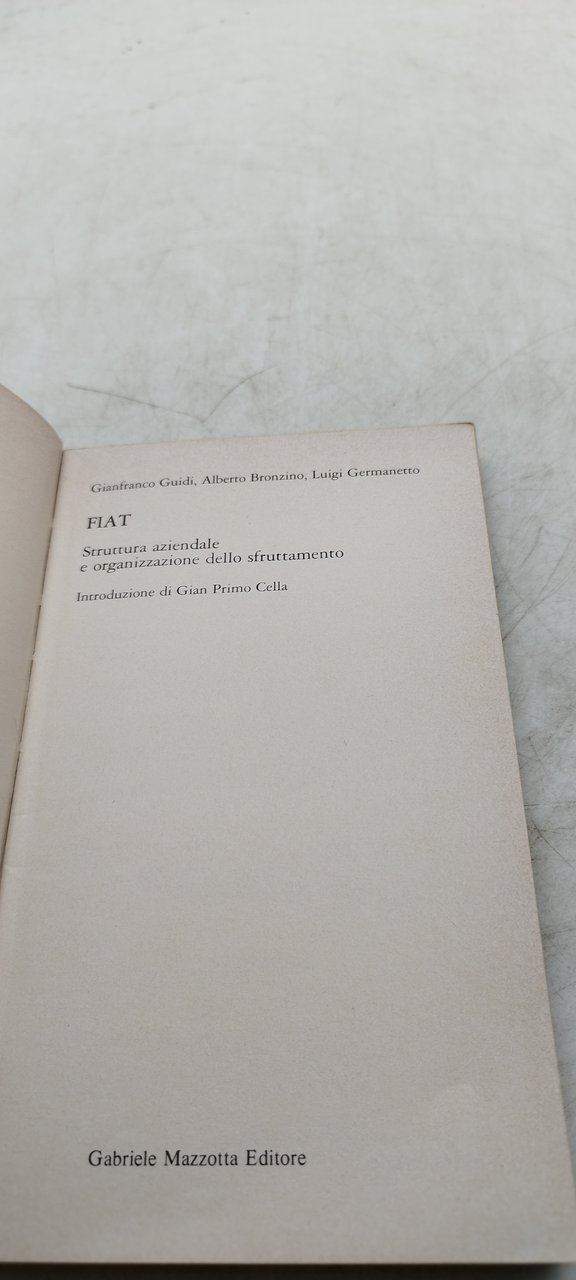 Gianfranco Guidi, Alberto Bronzino, Luigi Germanetto
FIAT
Struttura aziendale
e organizzazione dello sfruttamento
Introduzione di Gian Primo Cella
Gabriele Mazzotta Editore